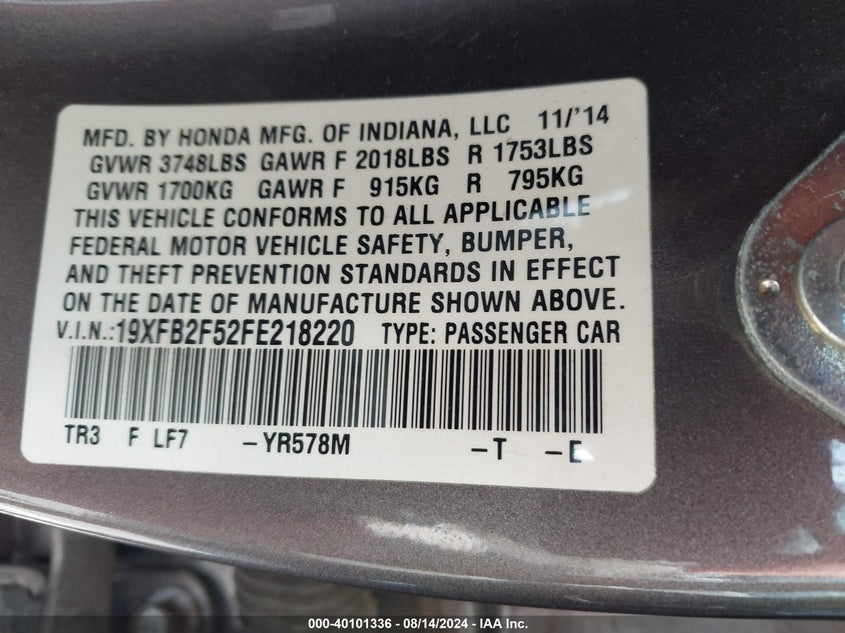 MFD. BY HONDA MFG. OF INDIANA, LLC 11/'14
GVWR 3748LBS GAWR F 2018LBS R 1753LBS
GVWR 1700KG GAWR F 915KG R 795KG
THIS VEHICLE CONFORMS TO ALL APPLICABLE
FEDERAL MOTOR VEHICLE SAFETY, BUMPER,
AND THEFT PREVENTION STANDARDS IN EFFECT
ON THE DATE OF MANUFACTURE SHOWN ABOVE.
V.I.N.:19XFB2F52FE218220 TYPE: PASSENGER CAR
TR3 F LF7 -YR578M -T -E
000-40101336 / 08/14/2024 - IAA Inc.